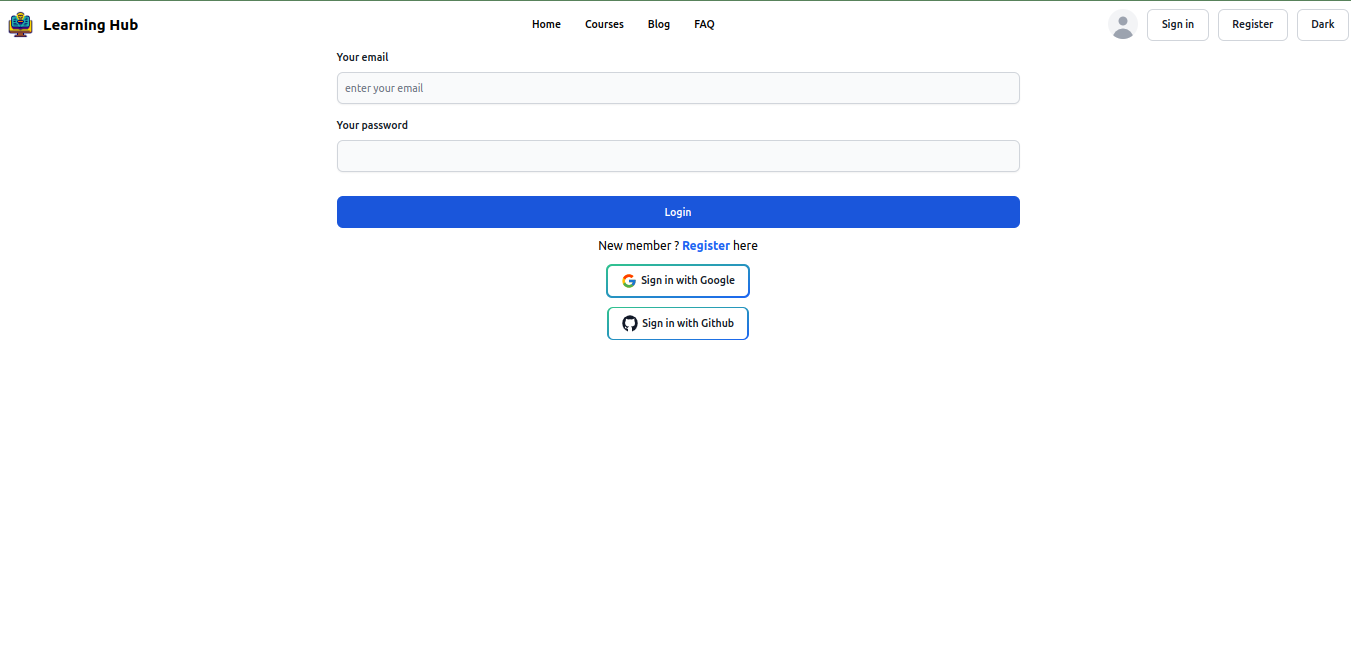 Learning Hub
Home Courses Blog FAQ
Sign in Register Dark
Your email
enter your email
Your password
Login
New member ? Register here
Sign in with Google
Sign in with Github